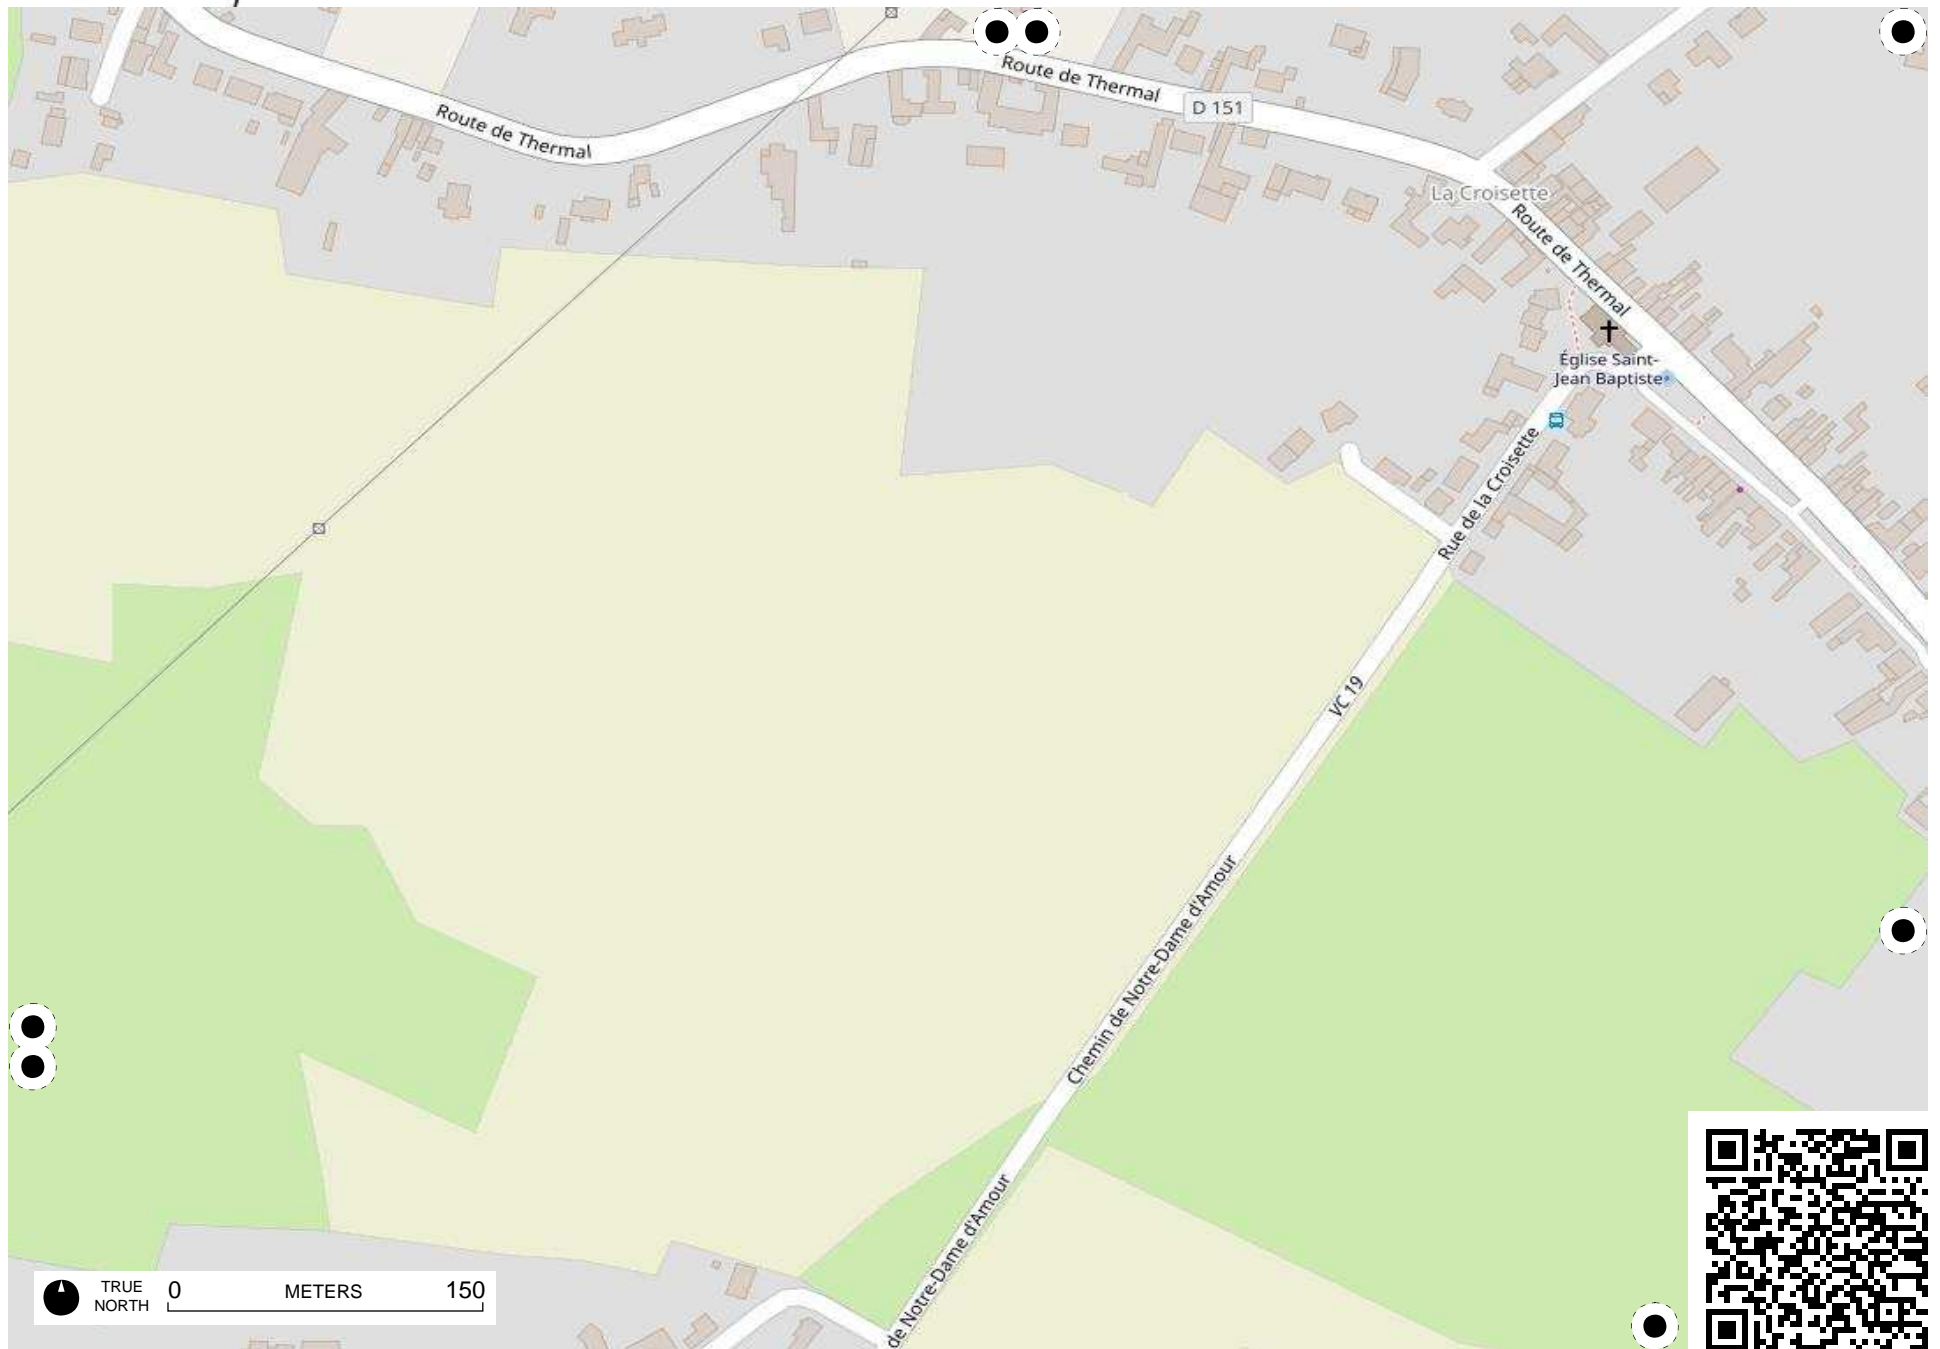 Route de Thermal
D 151
Route de Thermal
La Croisette
Route de Thermal
Église Saint-
Jean Baptiste
Rue de la Croisette
VC 19
Chemin de Notre-Dame d'Amour
de Notre-Dame d'Amour
TRUE
NORTH
0 METERS 150